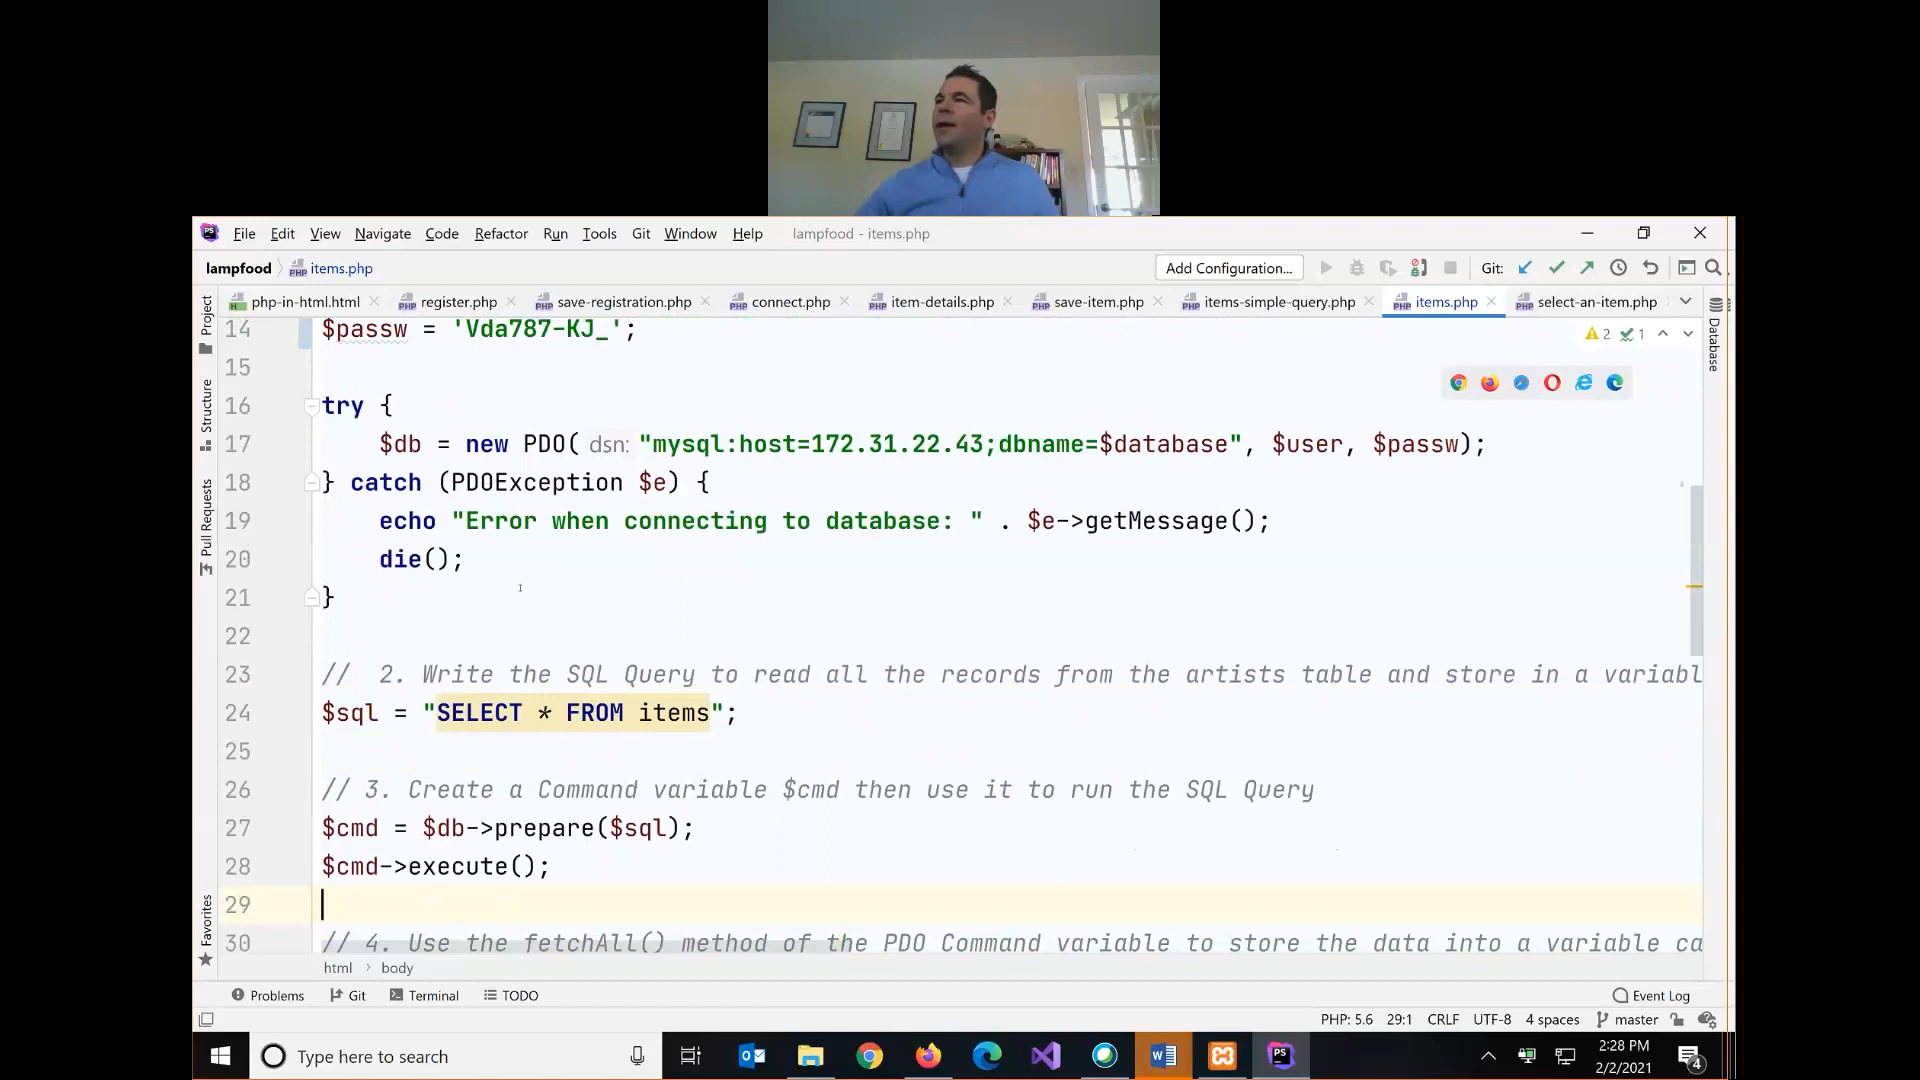 File Edit View Navigate Code Refactor Run Tools Git Window Help lampfood - items.php
lampfood items.php Add Configuration... Git:
php-in-html.html register.php save-registration.php connect.php item-details.php save-item.php items-simple-query.php items.php select-an-item.php
Project
Structure
Pull Requests
Favorites
Database
2 1
14 $passw = 'Vda787-KJ_';
15
16 try {
17 $db = new PDO( dsn: "mysql:host=172.31.22.43;dbname=$database", $user, $passw);
18 } catch (PDOException $e) {
19 echo "Error when connecting to database: " . $e->getMessage();
20 die();
21 }
22
23 // 2. Write the SQL Query to read all the records from the artists table and store in a variabl
24 $sql = "SELECT * FROM items";
25
26 // 3. Create a Command variable $cmd then use it to run the SQL Query
27 $cmd = $db->prepare($sql);
28 $cmd->execute();
29
30 // 4. Use the fetchAll() method of the PDO Command variable to store the data into a variable ca
html body
Problems Git Terminal TODO Event Log
PHP: 5.6 29:1 CRLF UTF-8 4 spaces master
Type here to search
2:28 PM
2/2/2021
4